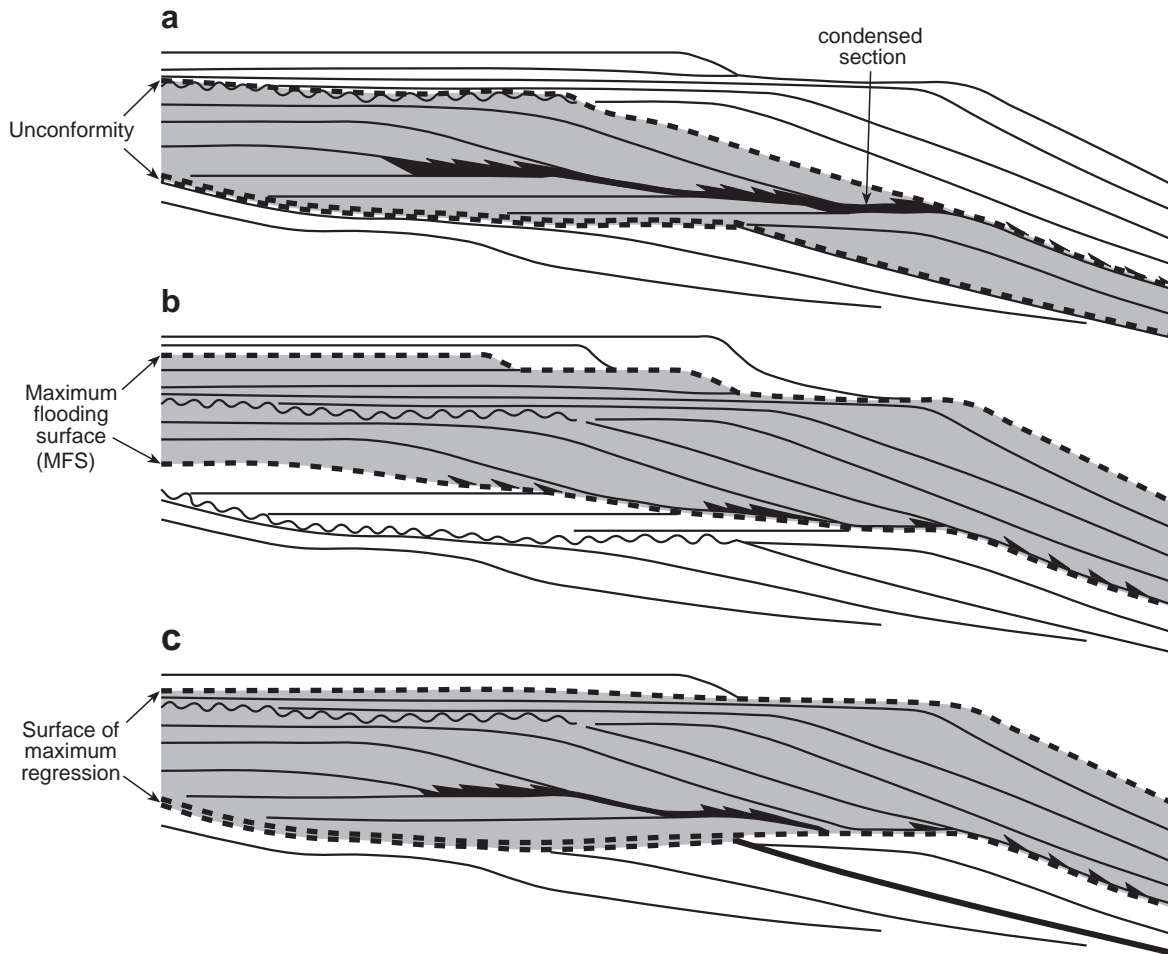 a
condensed
section
Unconformity
b
Maximum
flooding
surface
(MFS)
c
Surface of
maximum
regression